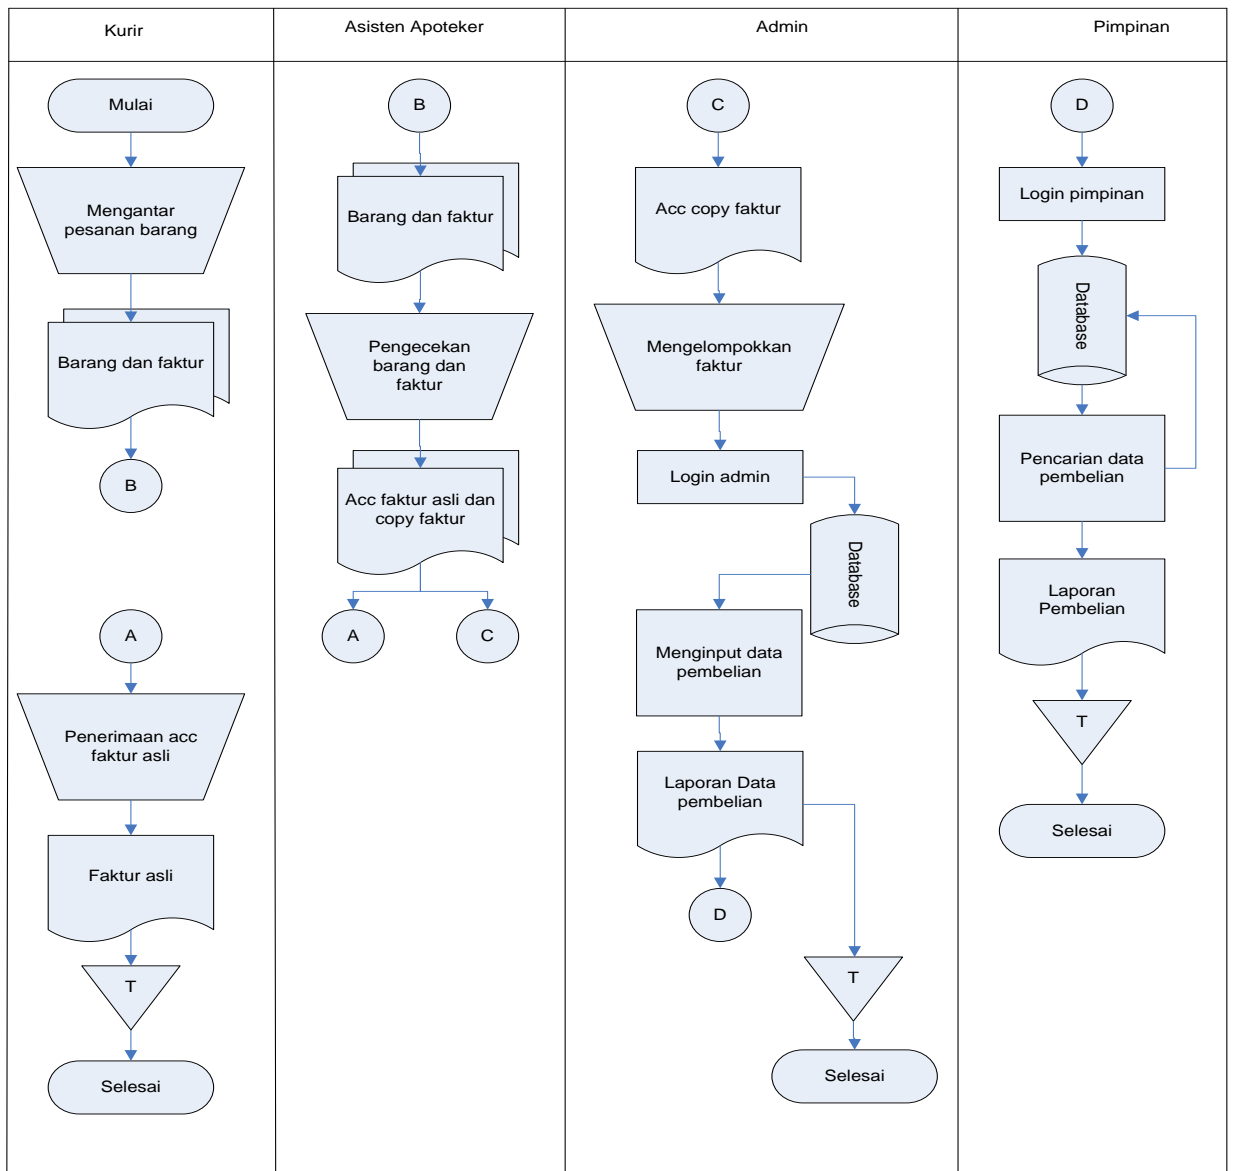 Kurir
Asisten Apoteker
Admin
Pimpinan
Mulai
Mengantar
pesanan barang
Barang dan faktur
B
A
Penerimaan acc
faktur asli
Faktur asli
T
Selesai
B
Barang dan faktur
Pengecekan
barang dan
faktur
Acc faktur asli dan
copy faktur
A
C
C
Acc copy faktur
Mengelompokkan
faktur
Login admin
Database
Menginput data
pembelian
Laporan Data
pembelian
D
T
Selesai
D
Login pimpinan
Database
Pencarian data
pembelian
Laporan
Pembelian
T
Selesai